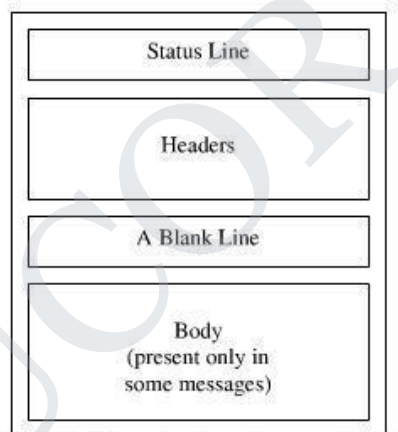 Status Line
Headers
A Blank Line
Body
(present only in
some messages)